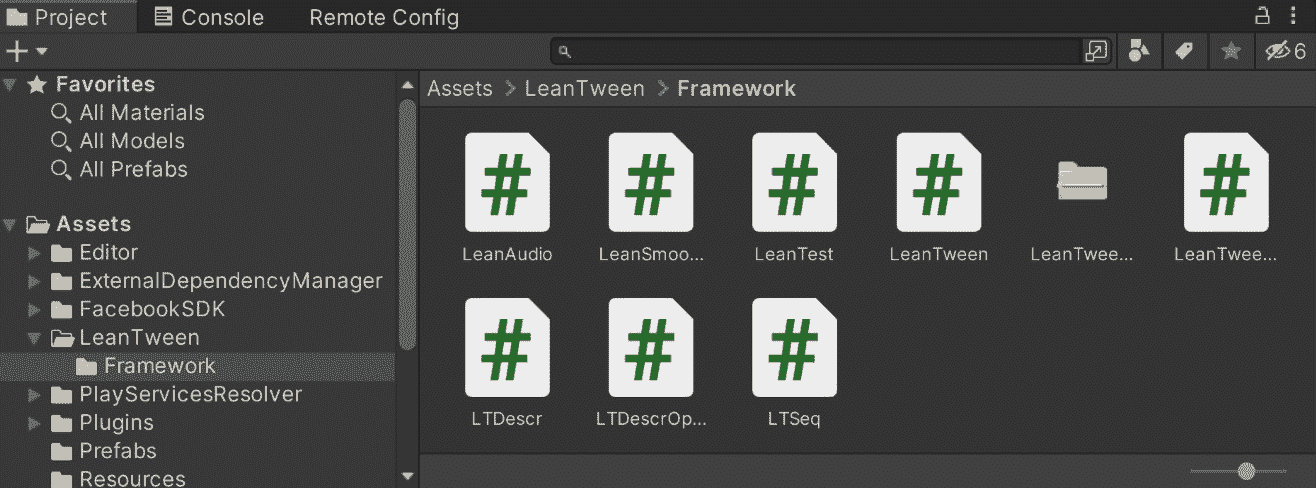 Project Console Remote Config
6
Favorites
All Materials
All Models
All Prefabs
Assets
Editor
ExternalDependencyManager
FacebookSDK
LeanTween
Framework
PlayServicesResolver
Plugins
Prefabs
Resources
Assets > LeanTween > Framework
LeanAudio LeanSmoo... LeanTest LeanTween LeanTwee... LeanTwee...
LTDescr LTDescrOp... LTSeq